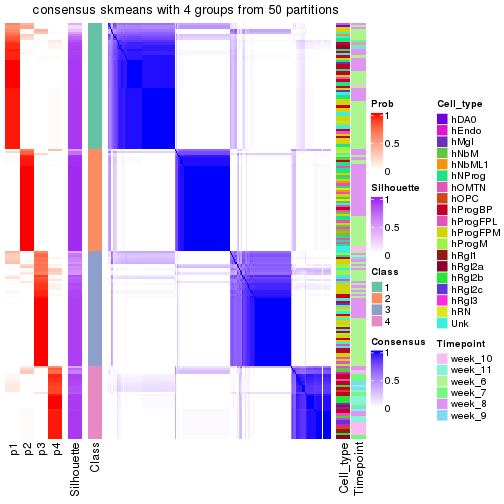 consensus skmeans with 4 groups from 50 partitions
p1
p2
p3
p4
Silhouette
Class
Cell_type
Timepoint
Prob
1
0.5
0
Silhouette
1
0.5
0
Class
1
2
3
4
Consensus
1
0.5
0
Cell_type
hDA0
hEndo
hMgl
hNbM
hNbML1
hNProg
hOMTN
hOPC
hProgBP
hProgFPL
hProgFPM
hProgM
hRgl1
hRgl2a
hRgl2b
hRgl2c
hRgl3
hRN
Unk
Timepoint
week_10
week_11
week_6
week_7
week_8
week_9